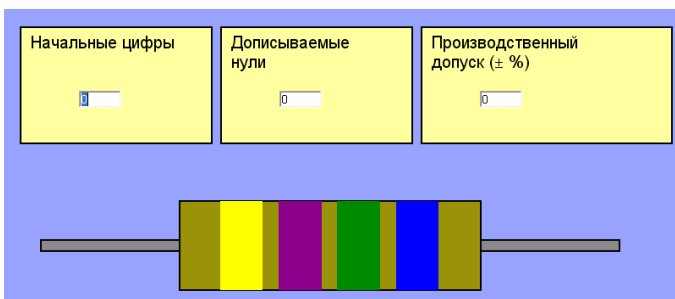 Начальные цифры
Дописываемые
нули
Производственный
допуск (± %)
0
0
0